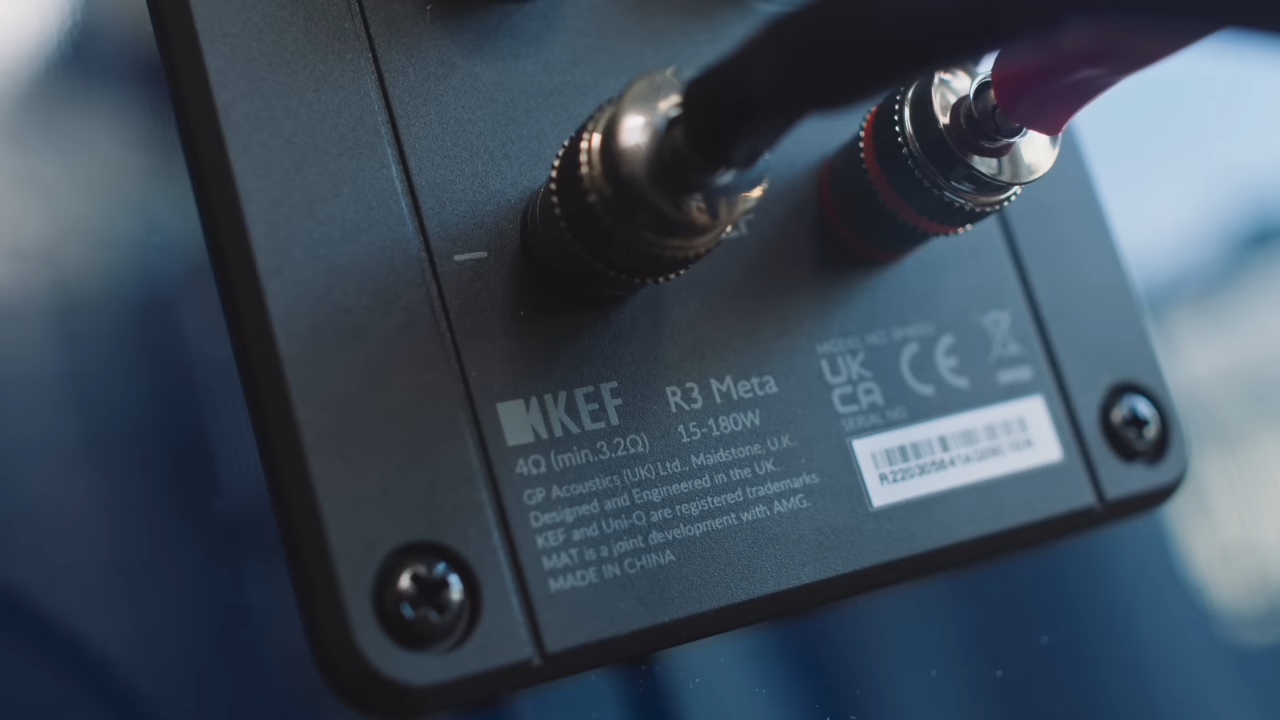 KEF
R3 Meta
4Ω (min.3.2Ω)
15-180W
GP Acoustics (UK) Ltd., Maidstone, U.K.
Designed and Engineered in the UK.
KEF and Uni-Q are registered trademarks.
MAT is a joint development with AMG.
MADE IN CHINA
MODEL NO.
UK
CA
CE
SERIAL NO.